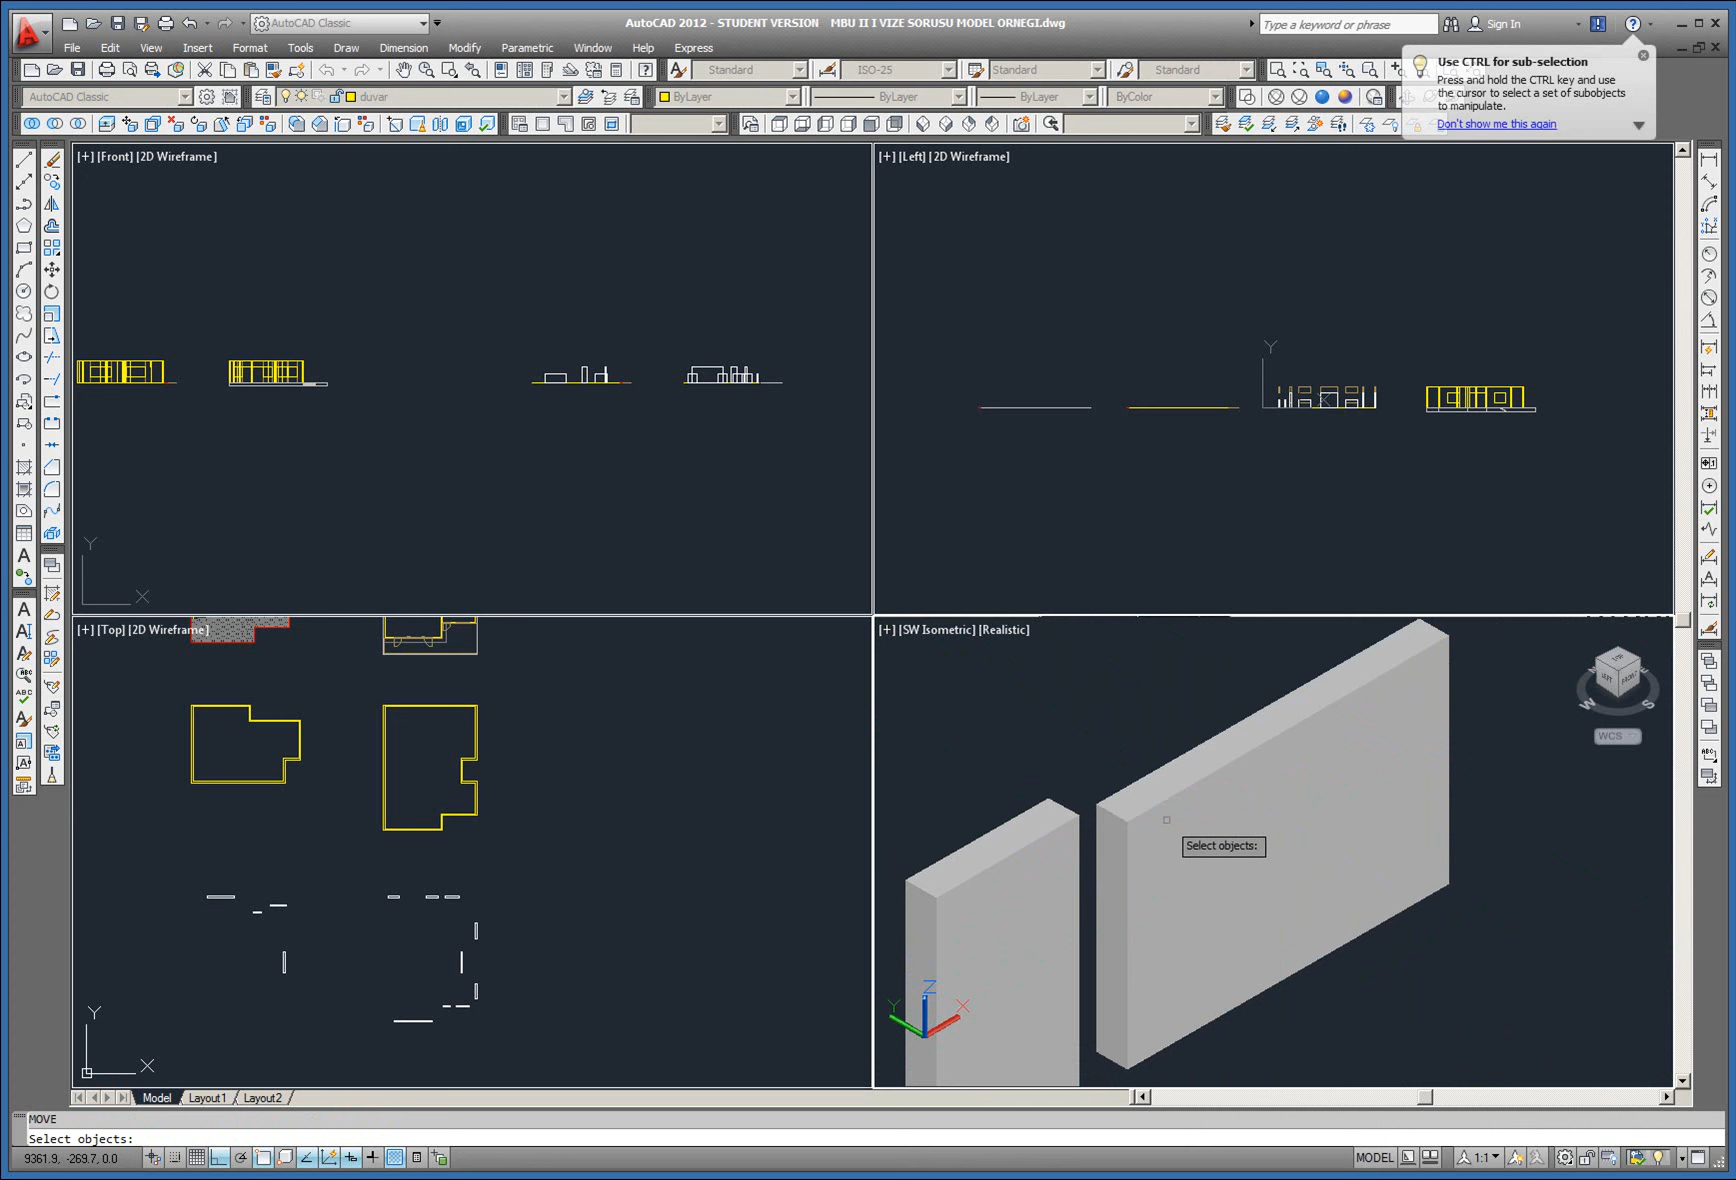 AutoCAD Classic
AutoCAD 2012 - STUDENT VERSION MBU II I VIZE SORUSU MODEL ORNEGI.dwg
Type a keyword or phrase
Sign In
File Edit View Insert Format Tools Draw Dimension Modify Parametric Window Help Express
Standard
ISO-25
Standard
Standard
AutoCAD Classic
duvar
ByLayer
ByLayer
ByLayer
ByColor
Use CTRL for sub-selection
Press and hold the CTRL key and use
the cursor to select a set of subobjects
to manipulate.
Don't show me this again
[+] [Front] [2D Wireframe]
[+] [Left] [2D Wireframe]
Y
X
Y
X
[+] [Top] [2D Wireframe]
[+] [SW Isometric] [Realistic]
TOP
LEFT
FRONT
W
S
WCS
Select objects:
Y
X
Z
Y
X
Model Layout1 Layout2
MOVE
Select objects:
9361.9, -269.7, 0.0
MODEL
1:1